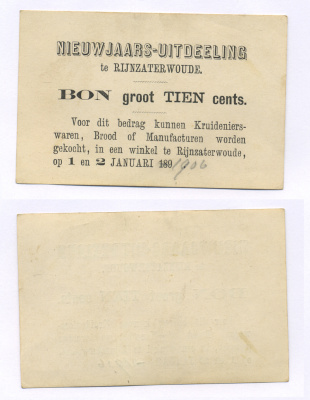 NIEUWJAARS-UITDEELING
te RIJNZATERWOUDE.
BON groot TIEN cents.
Voor dit bedrag kunnen Kruideniers-
waren, Brood of Manufacturen worden
gekocht, in een winkel te Rijnzaterwoude,
op 1 en 2 JANUARI 189 1906